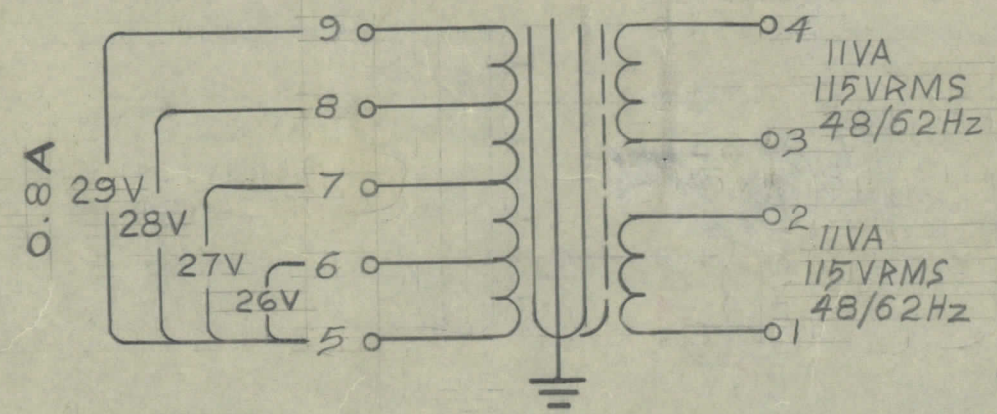 9
4
11VA
115VRMS
48/62Hz
8
3
0.8A
29V
7
28V
2
11VA
115VRMS
48/62Hz
27V
6
26V
5
1